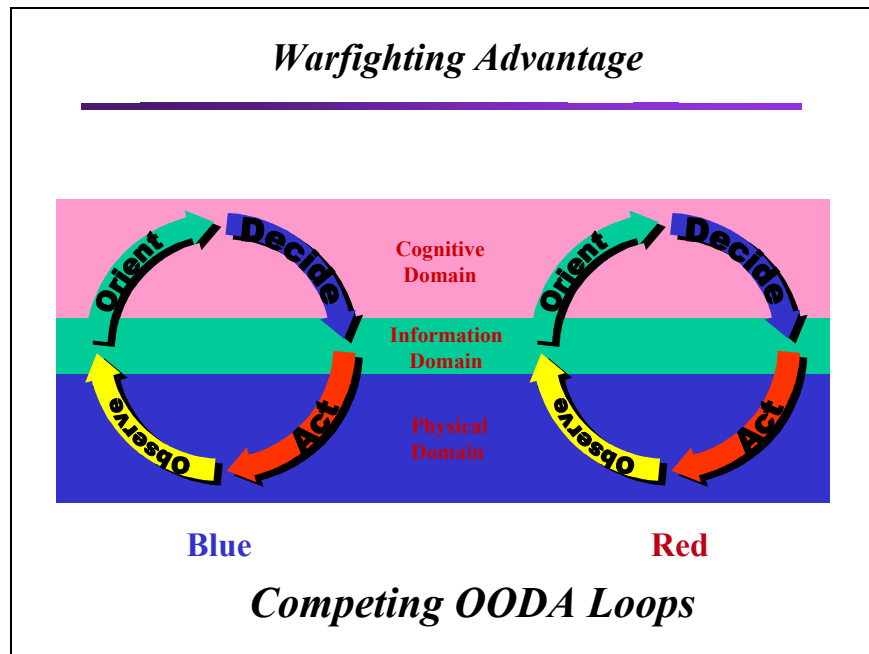 Warfighting Advantage
Orient
Decide
Observe
Act
Cognitive
Domain
Information
Domain
Physical
Domain
Orient
Decide
Observe
Act
Blue
Red
Competing OODA Loops